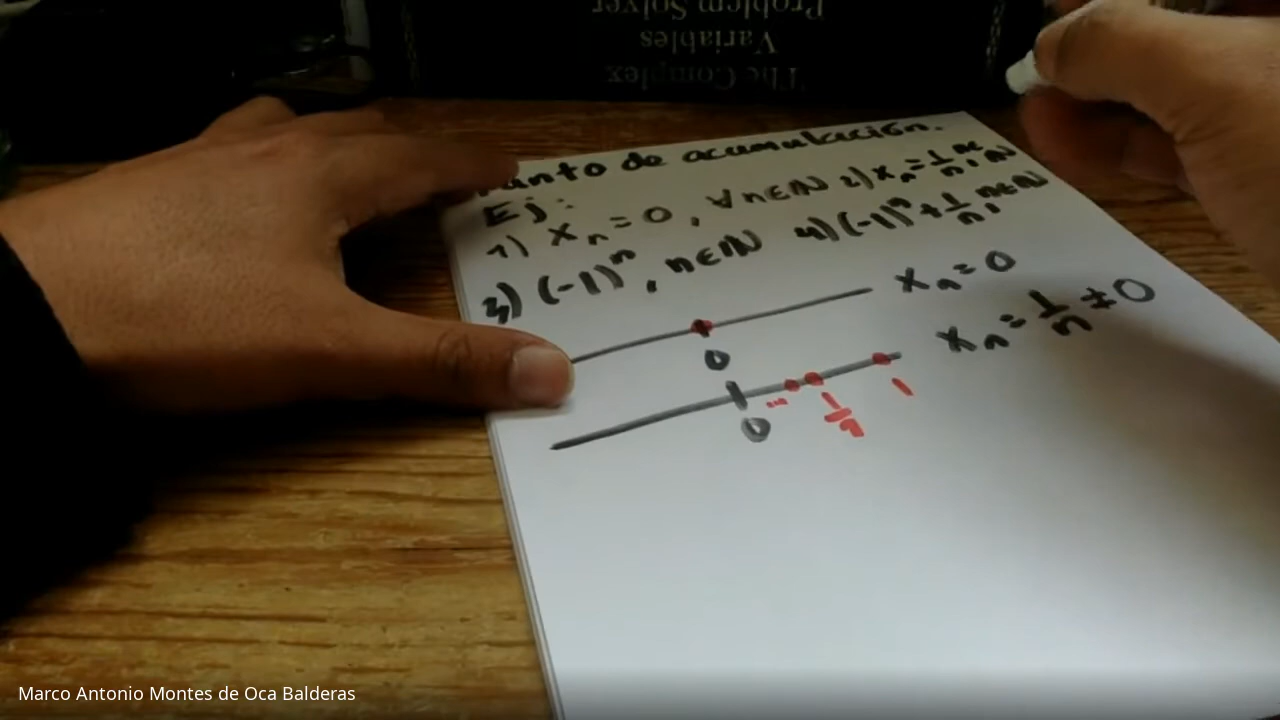 The Complex
Variables
Problem Solver
Punto de acumulación.
Ej:
1) xₙ = 0, ∀n∈ℕ 2) xₙ = 1/n, n∈ℕ
3) (-1)ⁿ, n∈ℕ 4) (-1)ⁿ + 1/n, n∈ℕ
xₙ = 0
0
xₙ = 1/n ≠ 0
0 ... 1/2 1
Marco Antonio Montes de Oca Balderas